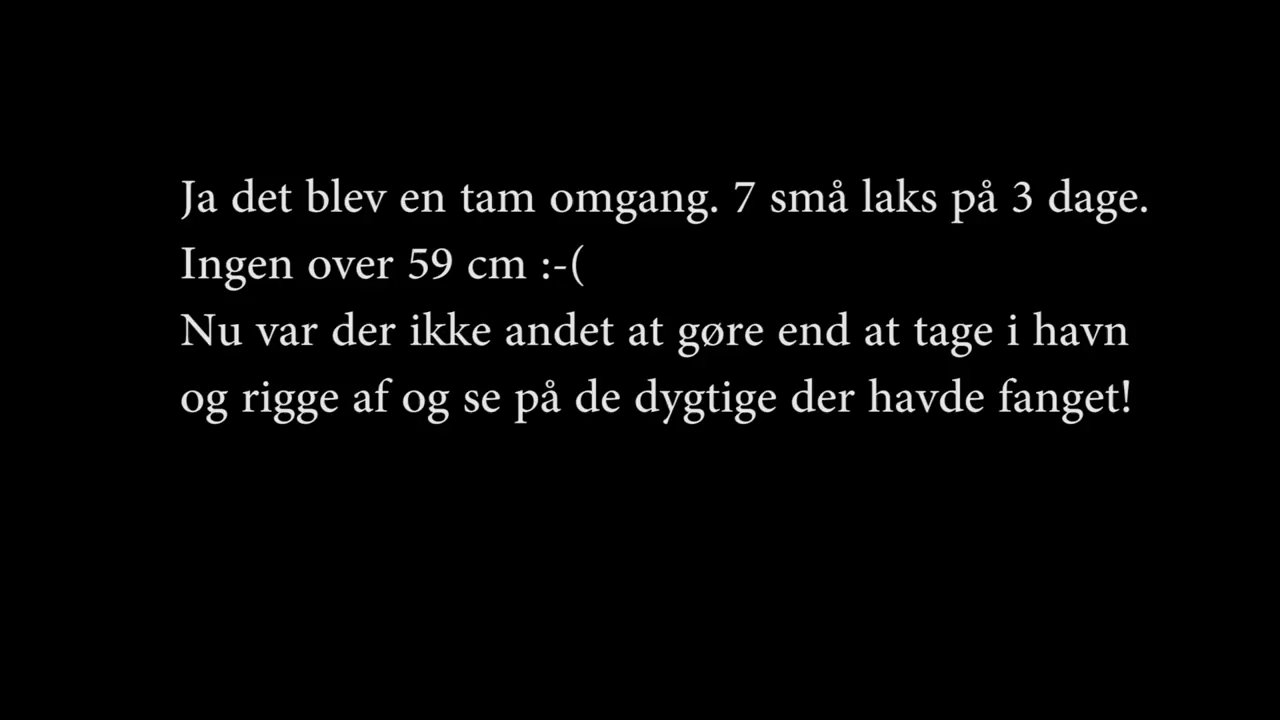 Ja det blev en tam omgang. 7 små laks på 3 dage.
Ingen over 59 cm :-(
Nu var der ikke andet at gøre end at tage i havn
og rigge af og se på de dygtige der havde fanget!